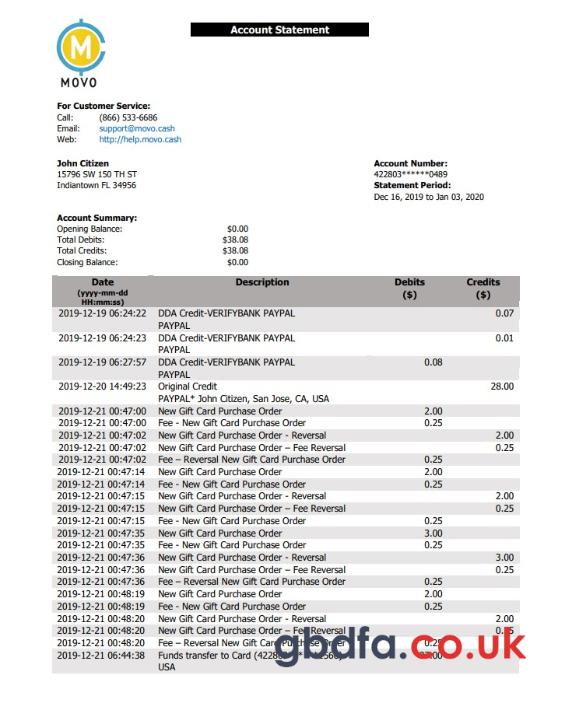 Account Statement
M
MOVO
For Customer Service:
Call: (866) 533-6686
Email: support@movo.cash
Web: http://help.movo.cash
John Citizen
15796 SW 150 TH ST
Indiantown FL 34956
Account Number:
422803******0489
Statement Period:
Dec 16, 2019 to Jan 03, 2020
Account Summary:
Opening Balance: $0.00
Total Debits: $38.08
Total Credits: $38.08
Closing Balance: $0.00
Date Description Debits Credits
(yyyy-mm-dd ($) ($)
HH:mm:ss)
2019-12-19 06:24:22 DDA Credit-VERIFYBANK PAYPAL 0.07
PAYPAL
2019-12-19 06:24:23 DDA Credit-VERIFYBANK PAYPAL 0.01
PAYPAL
2019-12-19 06:27:57 DDA Credit-VERIFYBANK PAYPAL 0.08
PAYPAL
2019-12-20 14:49:23 Original Credit 28.00
PAYPAL* John Citizen, San Jose, CA, USA
2019-12-21 00:47:00 New Gift Card Purchase Order 2.00
2019-12-21 00:47:00 Fee - New Gift Card Purchase Order 0.25
2019-12-21 00:47:02 New Gift Card Purchase Order - Reversal 2.00
2019-12-21 00:47:02 New Gift Card Purchase Order – Fee Reversal 0.25
2019-12-21 00:47:02 Fee – Reversal New Gift Card Purchase Order 0.25
2019-12-21 00:47:14 New Gift Card Purchase Order 2.00
2019-12-21 00:47:14 Fee - New Gift Card Purchase Order 0.25
2019-12-21 00:47:15 New Gift Card Purchase Order - Reversal 2.00
2019-12-21 00:47:15 New Gift Card Purchase Order – Fee Reversal 0.25
2019-12-21 00:47:15 Fee - New Gift Card Purchase Order 0.25
2019-12-21 00:47:35 New Gift Card Purchase Order 3.00
2019-12-21 00:47:35 Fee - New Gift Card Purchase Order 0.25
2019-12-21 00:47:36 New Gift Card Purchase Order - Reversal 3.00
2019-12-21 00:47:36 New Gift Card Purchase Order – Fee Reversal 0.25
2019-12-21 00:47:36 Fee – Reversal New Gift Card Purchase Order 0.25
2019-12-21 00:48:19 New Gift Card Purchase Order 2.00
2019-12-21 00:48:19 Fee - New Gift Card Purchase Order 0.25
2019-12-21 00:48:20 New Gift Card Purchase Order - Reversal 2.00
2019-12-21 00:48:20 New Gift Card Purchase Order – Fee Reversal
2019-12-21 00:48:20 Fee – Reversal New Gift Card Purchase Order
2019-12-21 06:44:38 Funds transfer to Card
USA
gbdfa.co.uk